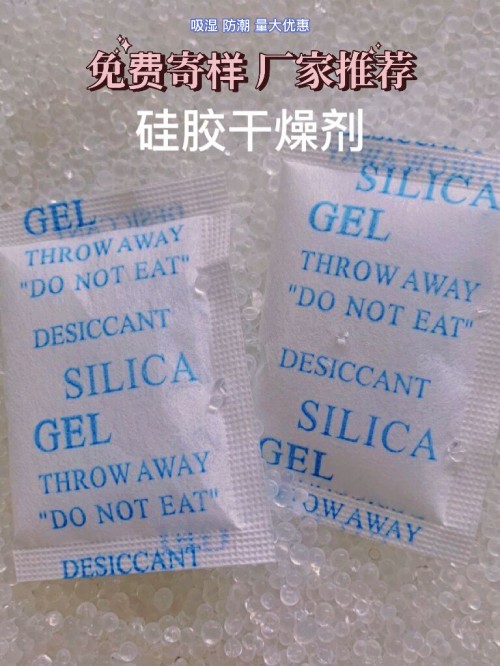 吸湿 防潮 量大优惠
免费寄样 厂家推荐
硅胶干燥剂
GEL
THROW AWAY
"DO NOT EAT"
DESICCANT
SILICA
GEL
THROW AWAY
"DO NOT EAT"
DESICCANT
SILICA
GEL
THROW AWAY
"DO NOT EAT"
DESICCANT
SILICA
GEL
THROW AWAY